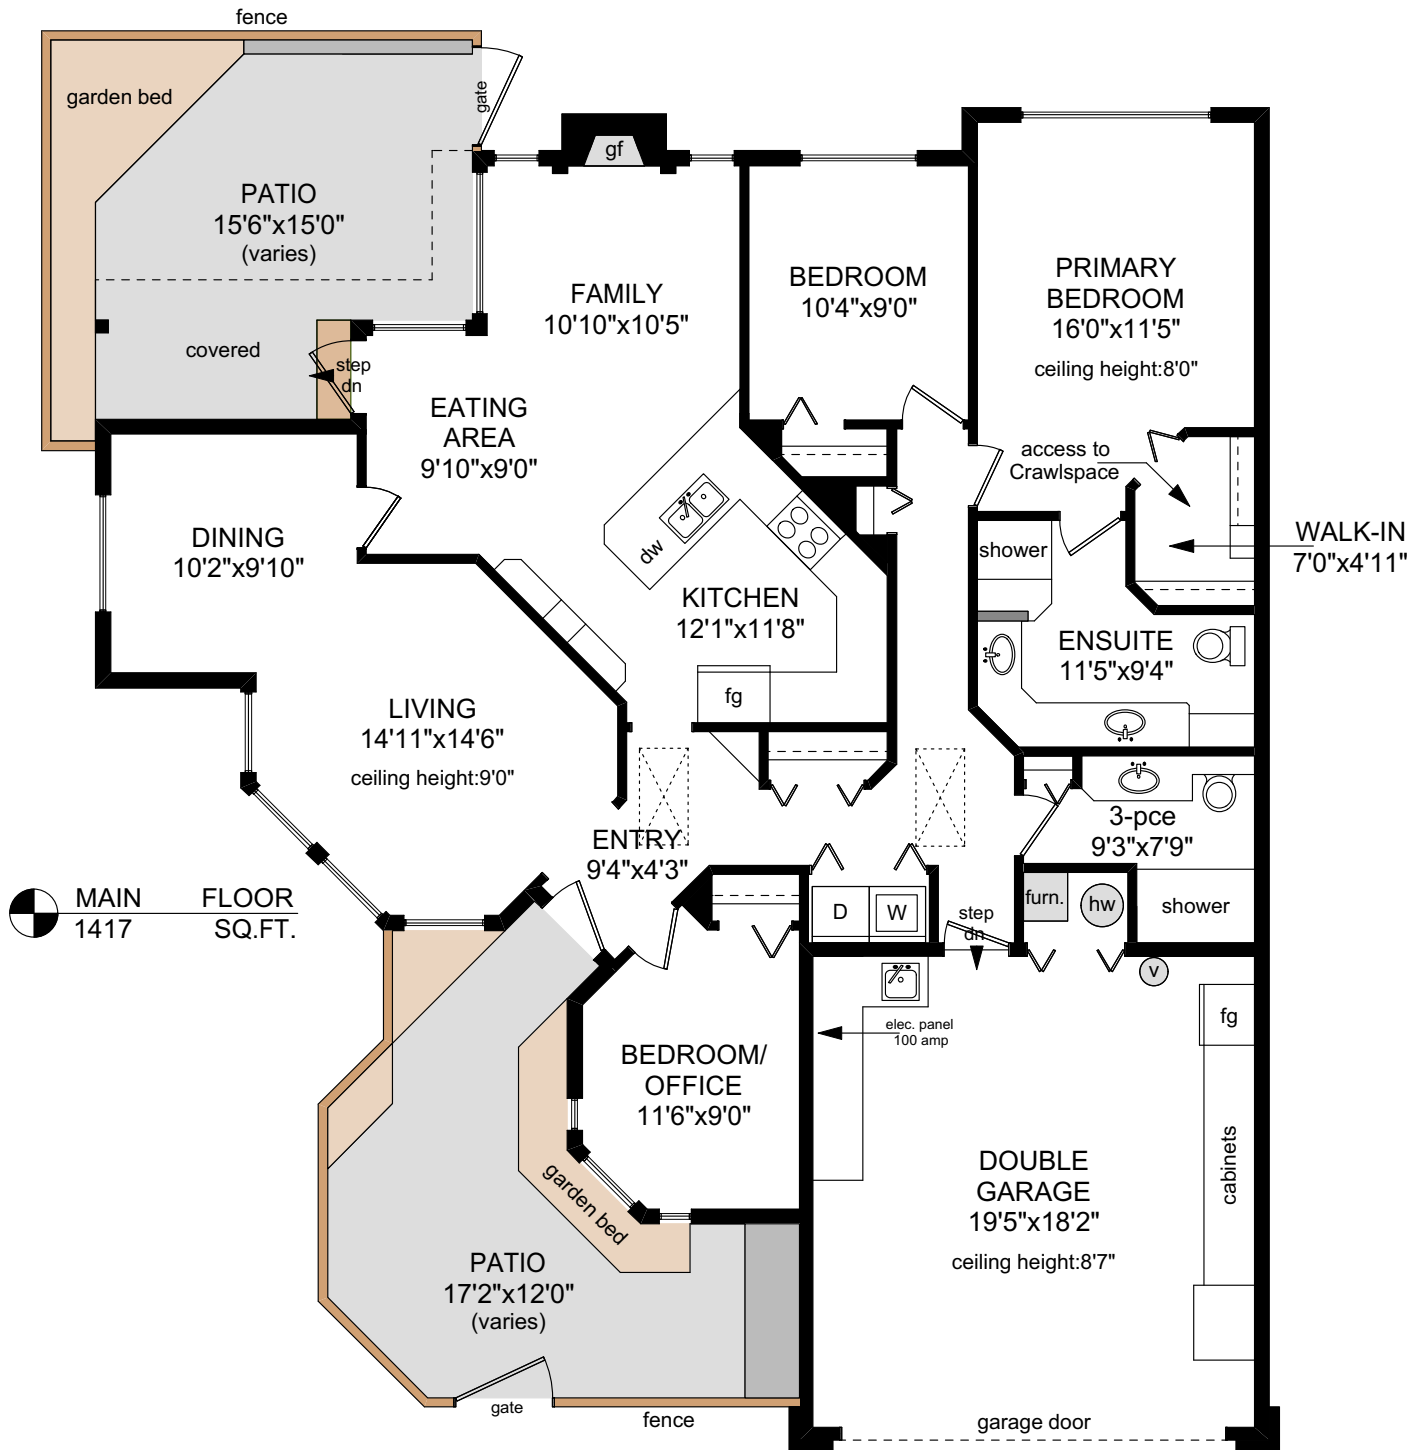 fence
garden bed
gate
gf
PATIO
15'6"x15'0"
(varies)
FAMILY
10'10"x10'5"
BEDROOM
10'4"x9'0"
PRIMARY
BEDROOM
16'0"x11'5"
ceiling height:8'0"
covered
step
dn
EATING
AREA
9'10"x9'0"
access to
Crawlspace
DINING
10'2"x9'10"
dw
shower
WALK-IN
7'0"x4'11"
KITCHEN
12'1"x11'8"
ENSUITE
11'5"x9'4"
fg
LIVING
14'11"x14'6"
ceiling height:9'0"
ENTRY
9'4"x4'3"
3-pce
9'3"x7'9"
MAIN FLOOR
1417 SQ.FT.
D
W
step
dn
furn.
hw
shower
v
fg
elec. panel
100 amp
BEDROOM/
OFFICE
11'6"x9'0"
garden bed
cabinets
DOUBLE
GARAGE
19'5"x18'2"
ceiling height:8'7"
PATIO
17'2"x12'0"
(varies)
gate
fence
garage door